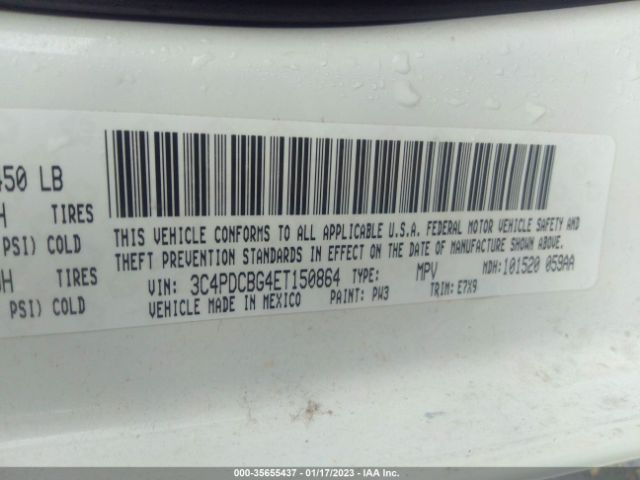 450 LB
H TIRES
PSI) COLD
H TIRES
PSI) COLD
THIS VEHICLE CONFORMS TO ALL APPLICABLE U.S.A. FEDERAL MOTOR VEHICLE SAFETY AND
THEFT PREVENTION STANDARDS IN EFFECT ON THE DATE OF MANUFACTURE SHOWN ABOVE.
VIN: 3C4PDCBG4ET150864 TYPE: MPV MDH: 101520 059AA
VEHICLE MADE IN MEXICO PAINT: PW3 TRIM: E7X9
000-35655437 - 01/17/2023 - IAA Inc.